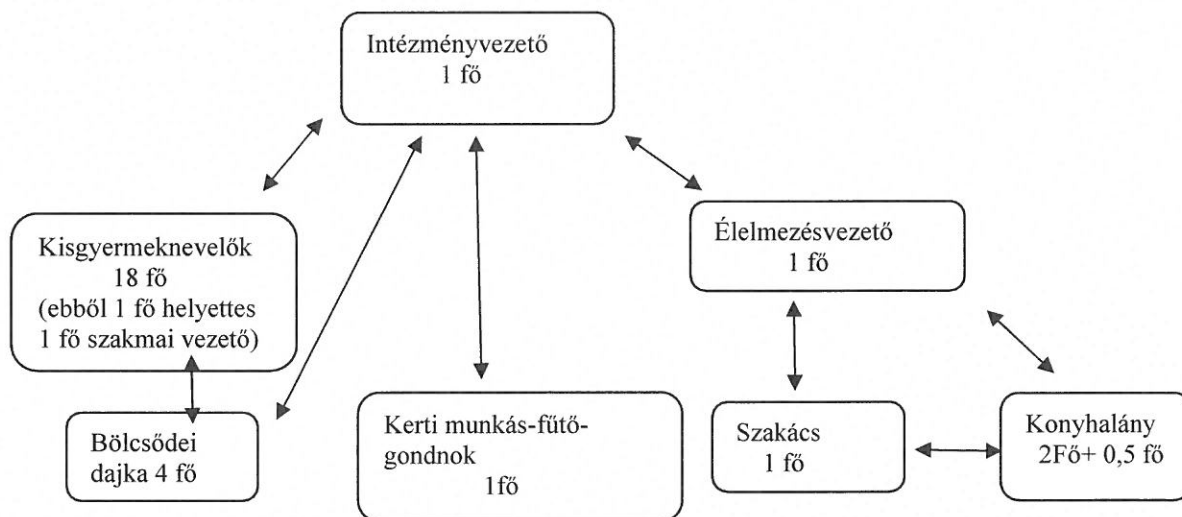 Intézményvezető
1 fő
Kisgyermeknevelők
18 fő
(ebből 1 fő helyettes
1 fő szakmai vezető)
Élelmezésvezető
1 fő
Bölcsődei
dajka 4 fő
Kerti munkás-fűtő-
gondnok
1fő
Szakács
1 fő
Konyhalány
2Fő+ 0,5 fő